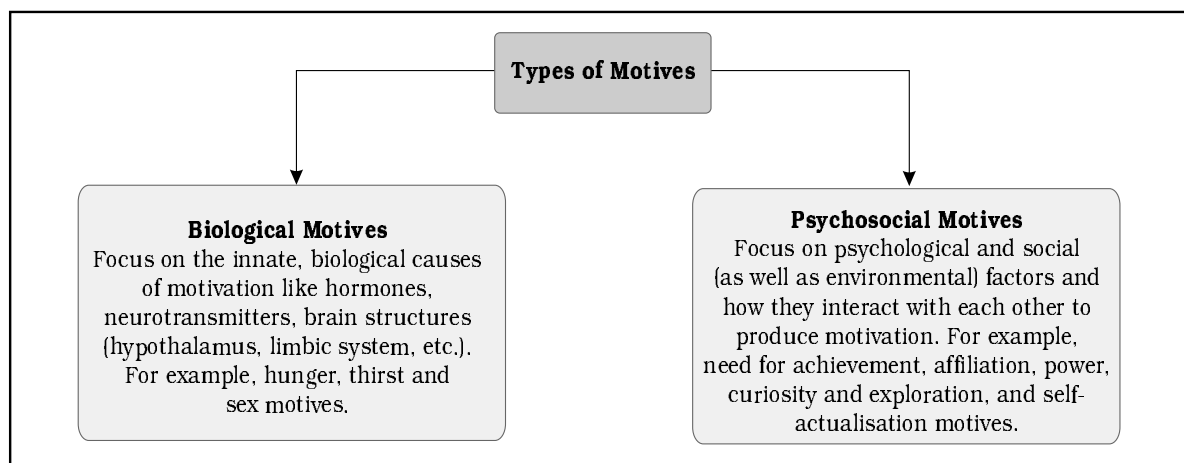 Types of Motives
Biological Motives
Focus on the innate, biological causes
of motivation like hormones,
neurotransmitters, brain structures
(hypothalamus, limbic system, etc.).
For example, hunger, thirst and
sex motives.
Psychosocial Motives
Focus on psychological and social
(as well as environmental) factors and
how they interact with each other to
produce motivation. For example,
need for achievement, affiliation, power,
curiosity and exploration, and self-
actualisation motives.